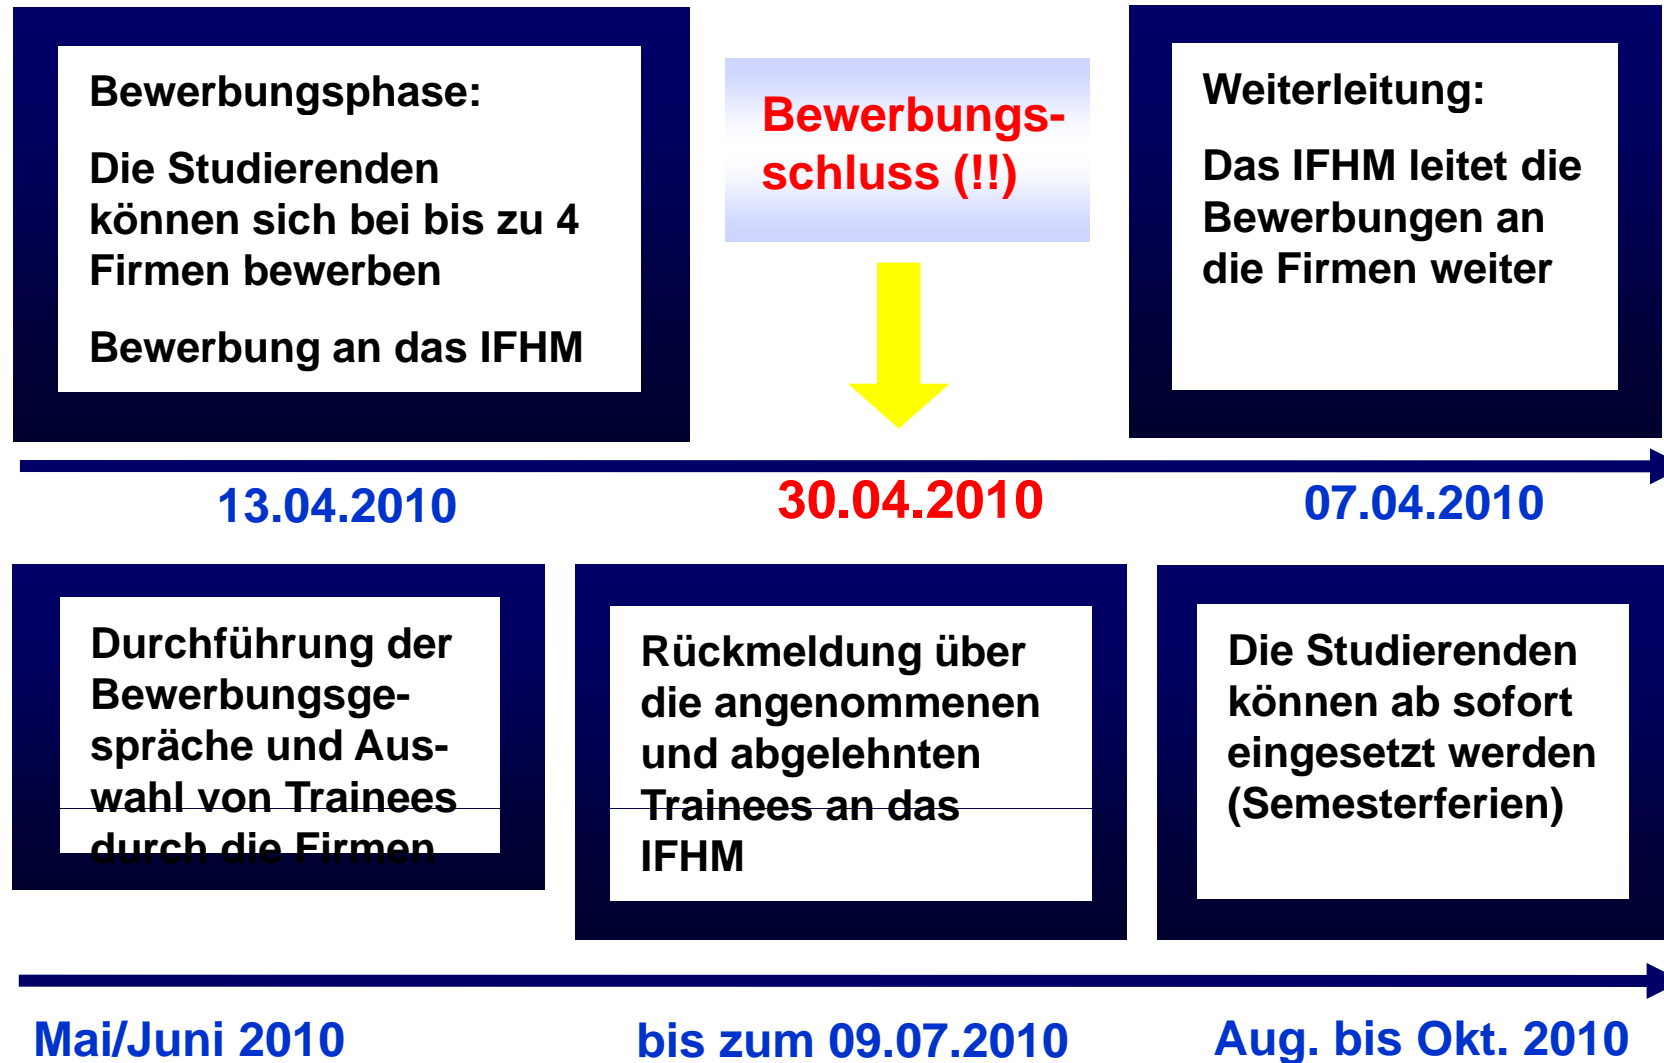 Bewerbungsphase:
Die Studierenden
können sich bei bis zu 4
Firmen bewerben
Bewerbung an das IFHM
Bewerbungs-
schluss (!!)
Weiterleitung:
Das IFHM leitet die
Bewerbungen an
die Firmen weiter
13.04.2010
30.04.2010
07.04.2010
Durchführung der
Bewerbungsge-
spräche und Aus-
wahl von Trainees
durch die Firmen
Rückmeldung über
die angenommenen
und abgelehnten
Trainees an das
IFHM
Die Studierenden
können ab sofort
eingesetzt werden
(Semesterferien)
Mai/Juni 2010
bis zum 09.07.2010
Aug. bis Okt. 2010